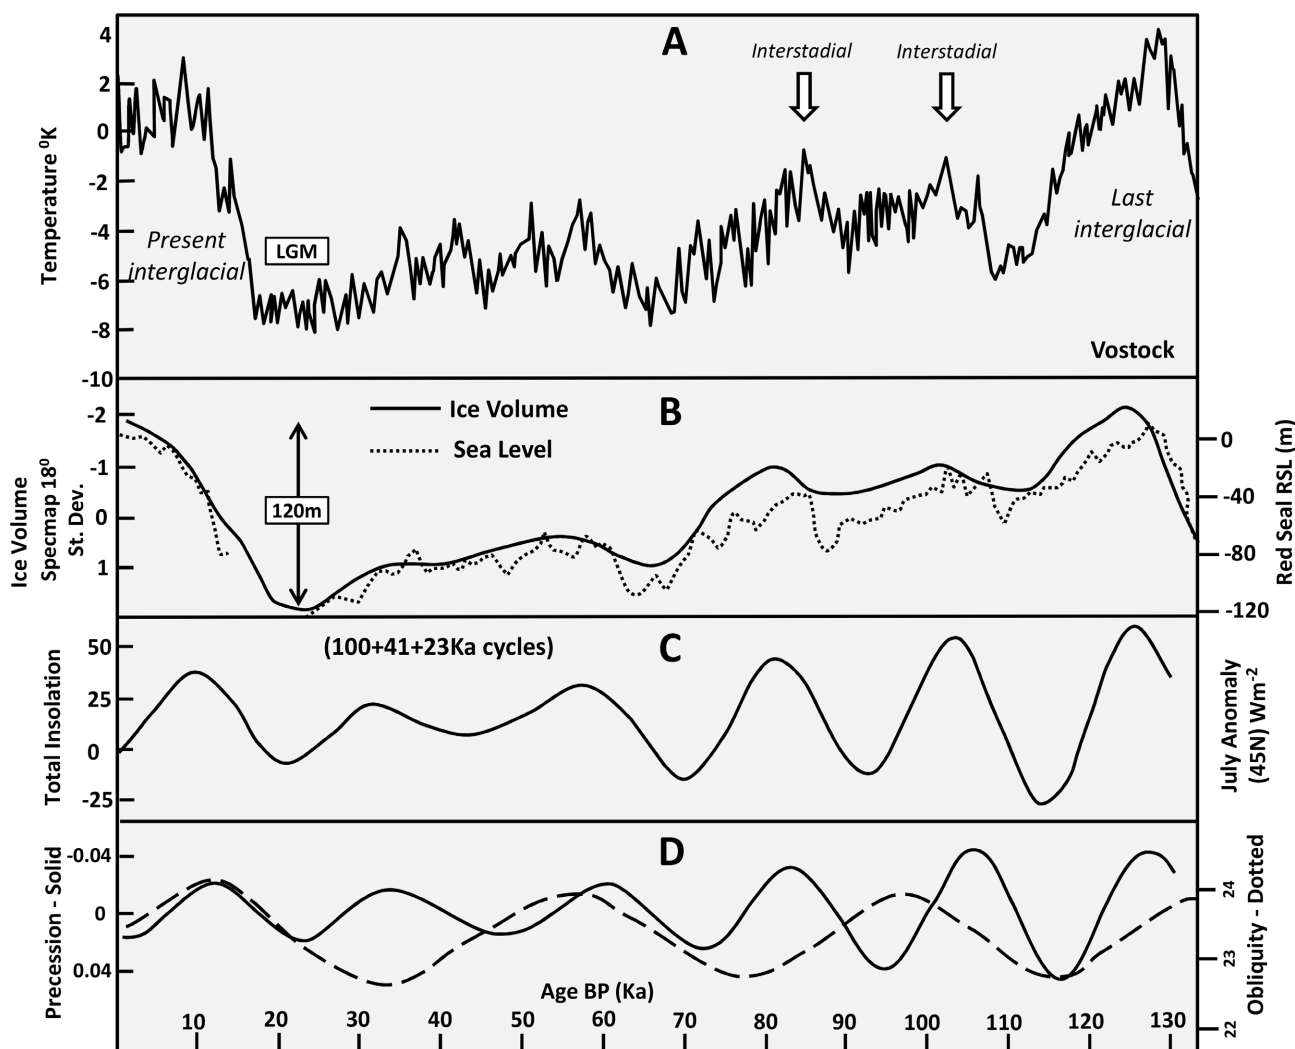 A
Interstadial
Interstadial
4
2
0
-2
-4
-6
-8
-10
Temperature ⁰K
Present
interglacial
LGM
Last
interglacial
Vostock
B
Ice Volume
Sea Level
120m
-2
-1
0
1
Ice Volume
Specmap 18⁰
St. Dev.
0
-40
-80
-120
Red Seal RSL (m)
(100+41+23Ka cycles)
C
50
25
0
-25
Total Insolation
July Anomaly
(45N) Wm⁻²
D
-0.04
0
0.04
Precession - Solid
24
23
22
Obliquity - Dotted
Age BP (Ka)
10 20 30 40 50 60 70 80 90 100 110 120 130